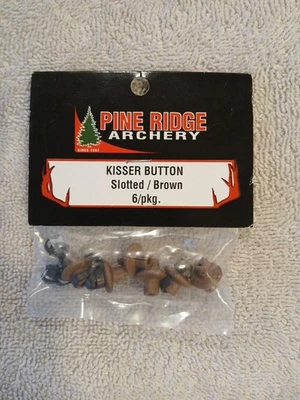 PINE RIDGE
ARCHERY
SINCE 1991
KISSER BUTTON
Slotted / Brown
6/pkg.